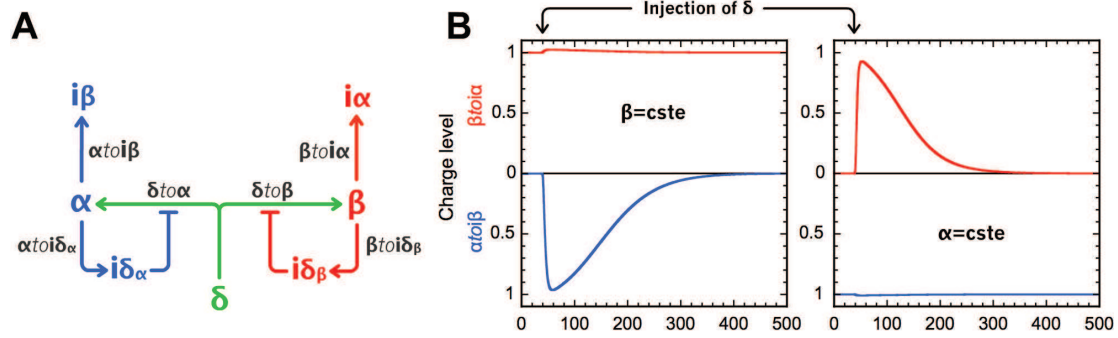 A
iβ
iα
αtoiβ
βtoiα
δtoα
δtoβ
α
β
αtoiδα
βtoiδβ
iδα
iδβ
δ
B
Injection of δ
Charge level
βtoiα
αtoiβ
1
0.5
0
0.5
1
β=cste
0 100 200 300 400 500
1
0.5
0
0.5
1
α=cste
0 100 200 300 400 500